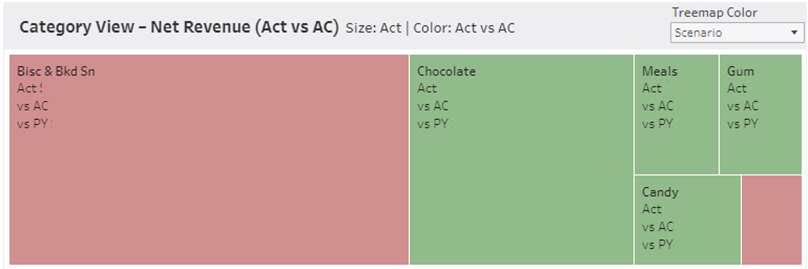 Category View – Net Revenue (Act vs AC) Size: Act | Color: Act vs AC
Treemap Color
Scenario
Bisc & Bkd Sn
Act
vs AC
vs PY
Chocolate
Act
vs AC
vs PY
Meals
Act
vs AC
vs PY
Gum
Act
vs AC
vs PY
Candy
Act
vs AC
vs PY